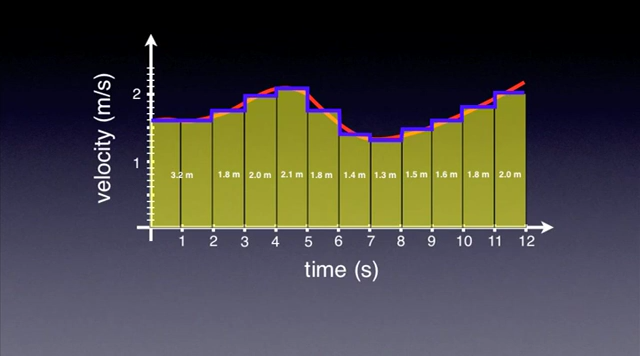 velocity (m/s)
2
1
3.2 m 1.8 m 2.0 m 2.1 m 1.8 m 1.4 m 1.3 m 1.5 m 1.6 m 1.8 m 2.0 m
1 2 3 4 5 6 7 8 9 10 11 12
time (s)